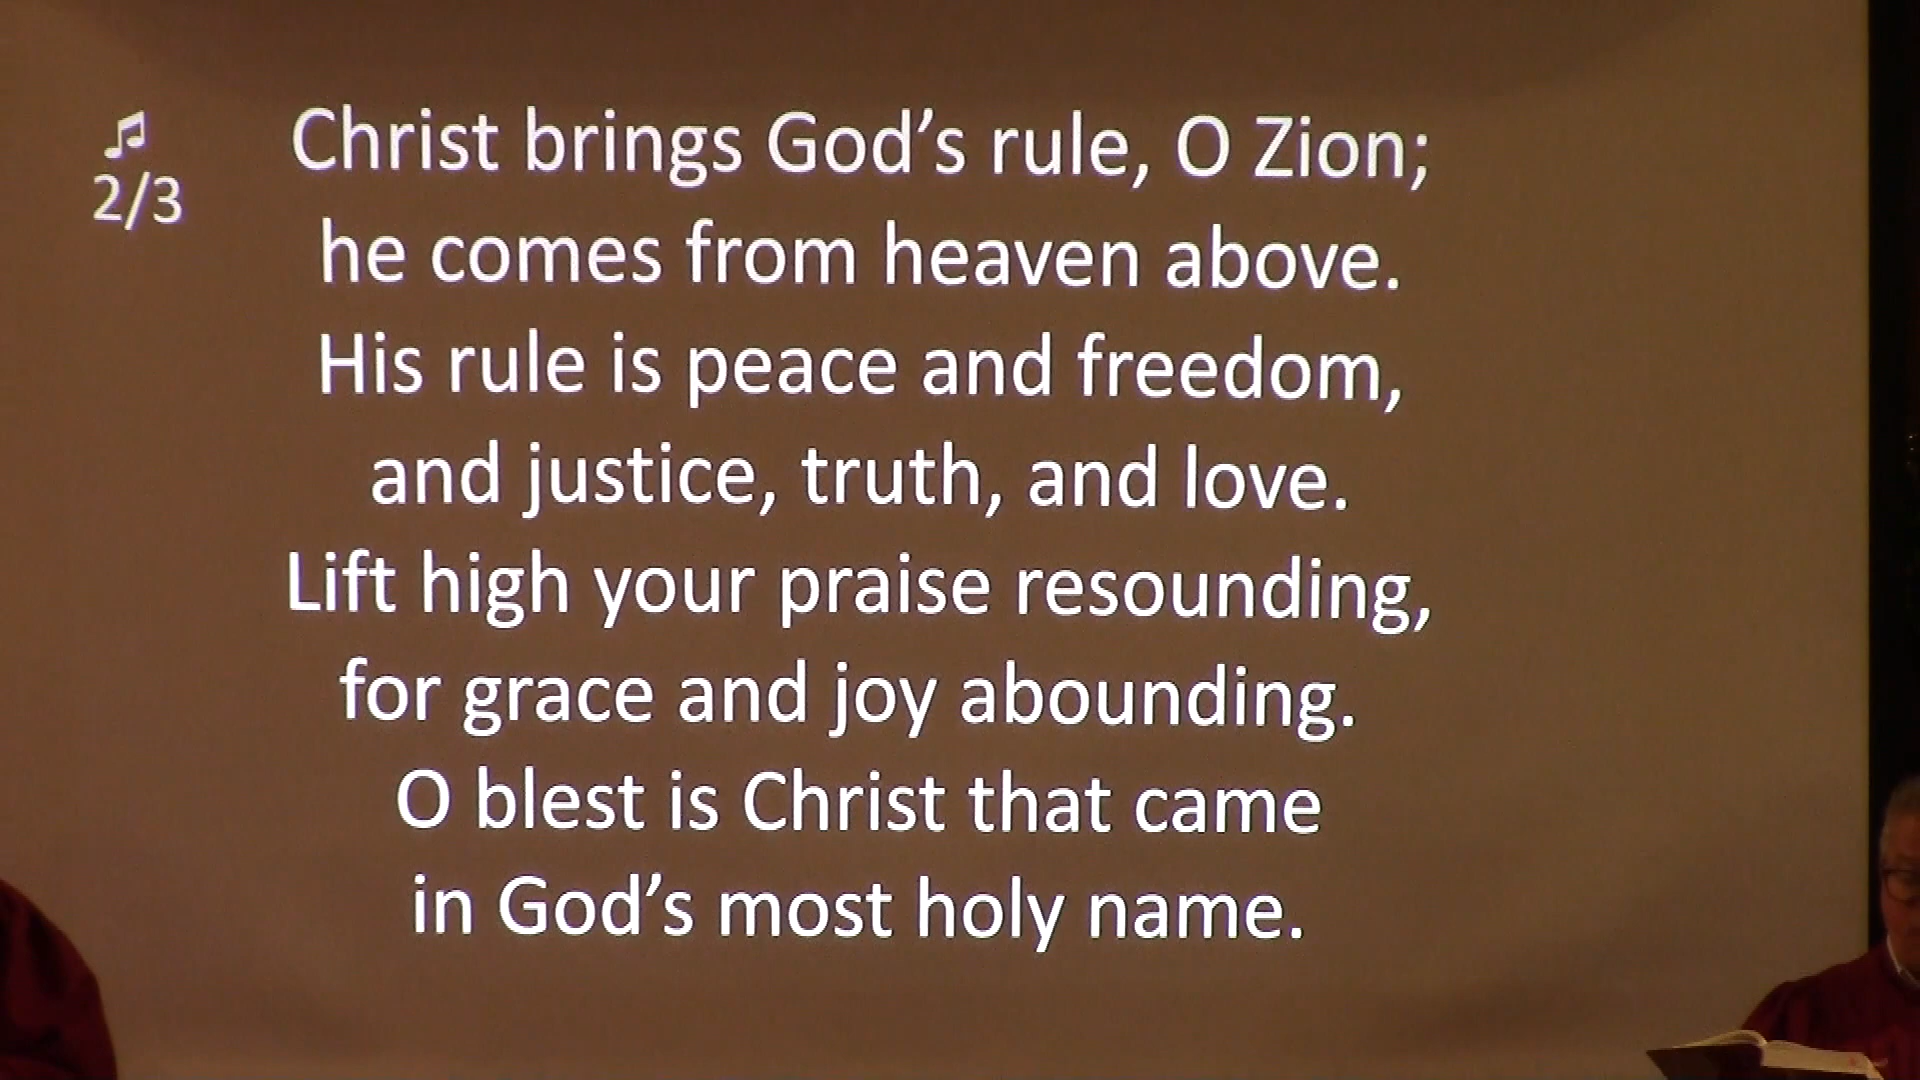 ♫
2/3
Christ brings God’s rule, O Zion;
he comes from heaven above.
His rule is peace and freedom,
and justice, truth, and love.
Lift high your praise resounding,
for grace and joy abounding.
O blest is Christ that came
in God’s most holy name.